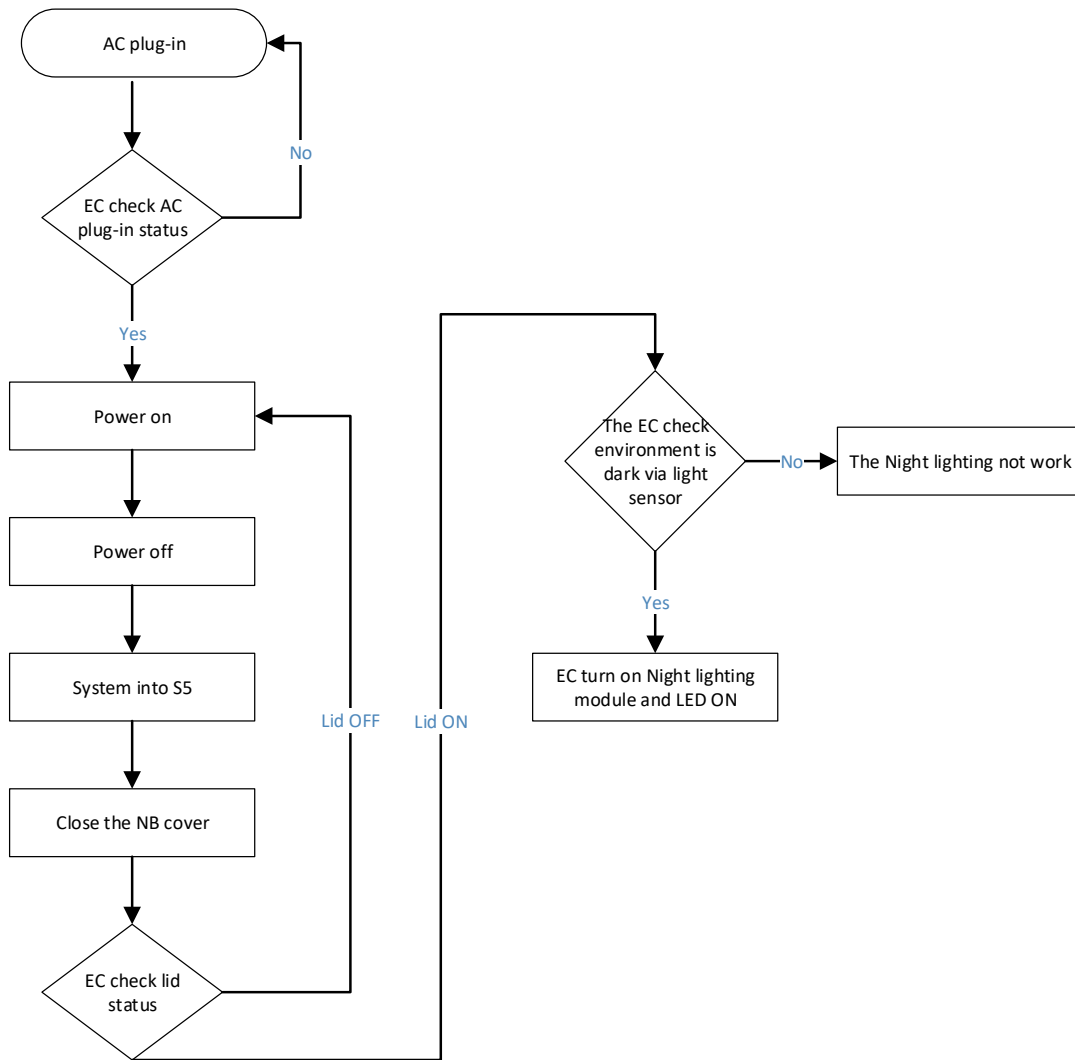 AC plug-in
No
EC check AC
plug-in status
Yes
Power on
Power off
System into S5
Close the NB cover
EC check lid
status
Lid OFF
Lid ON
The EC check
environment is
dark via light
sensor
No
The Night lighting not work
Yes
EC turn on Night lighting
module and LED ON